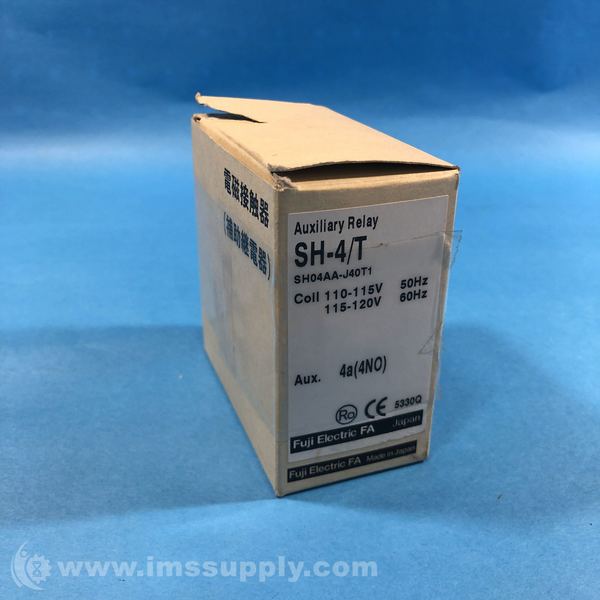 電磁接触器
(補助継電器)
Auxiliary Relay
SH-4/T
SH04AA-J40T1
Coil 110-115V 50Hz
115-120V 60Hz
Aux. 4a(4NO)
Ro CE 5330Q
Fuji Electric FA Japan
Fuji Electric FA Made in Japan
www.imssupply.com